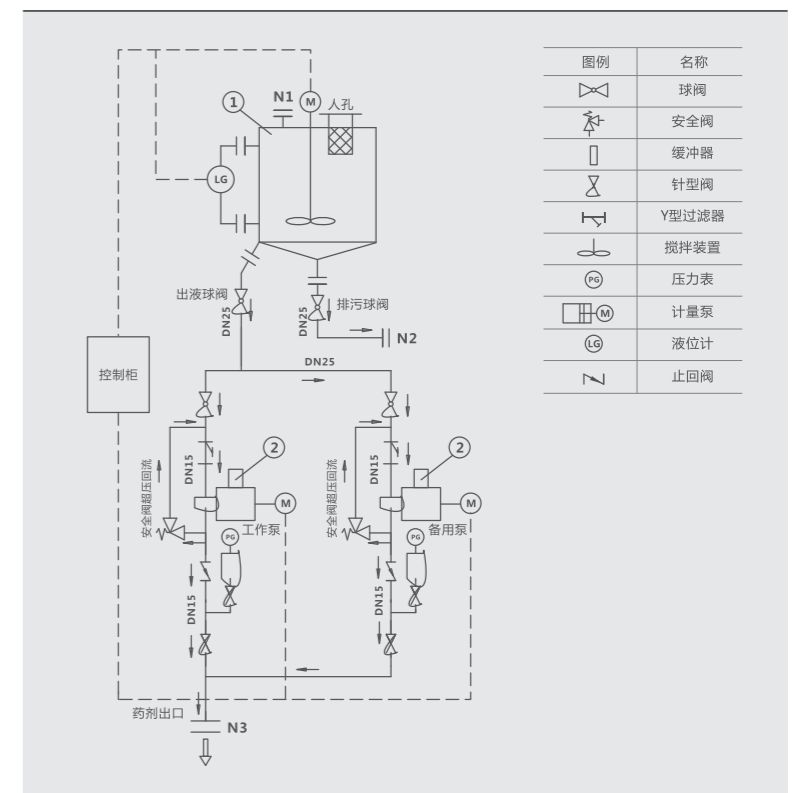 图例 名称
球阀
安全阀
缓冲器
针型阀
Y型过滤器
搅拌装置
PG 压力表
M 计量泵
LG 液位计
止回阀
1 N1 M 人孔
LG
出液球阀
排污球阀
DN25
DN25
N2
控制柜
DN25
DN15
2
安全阀超压回流
M
工作泵
PG
DN15
DN15
2
安全阀超压回流
M
备用泵
PG
DN15
药剂出口
N3